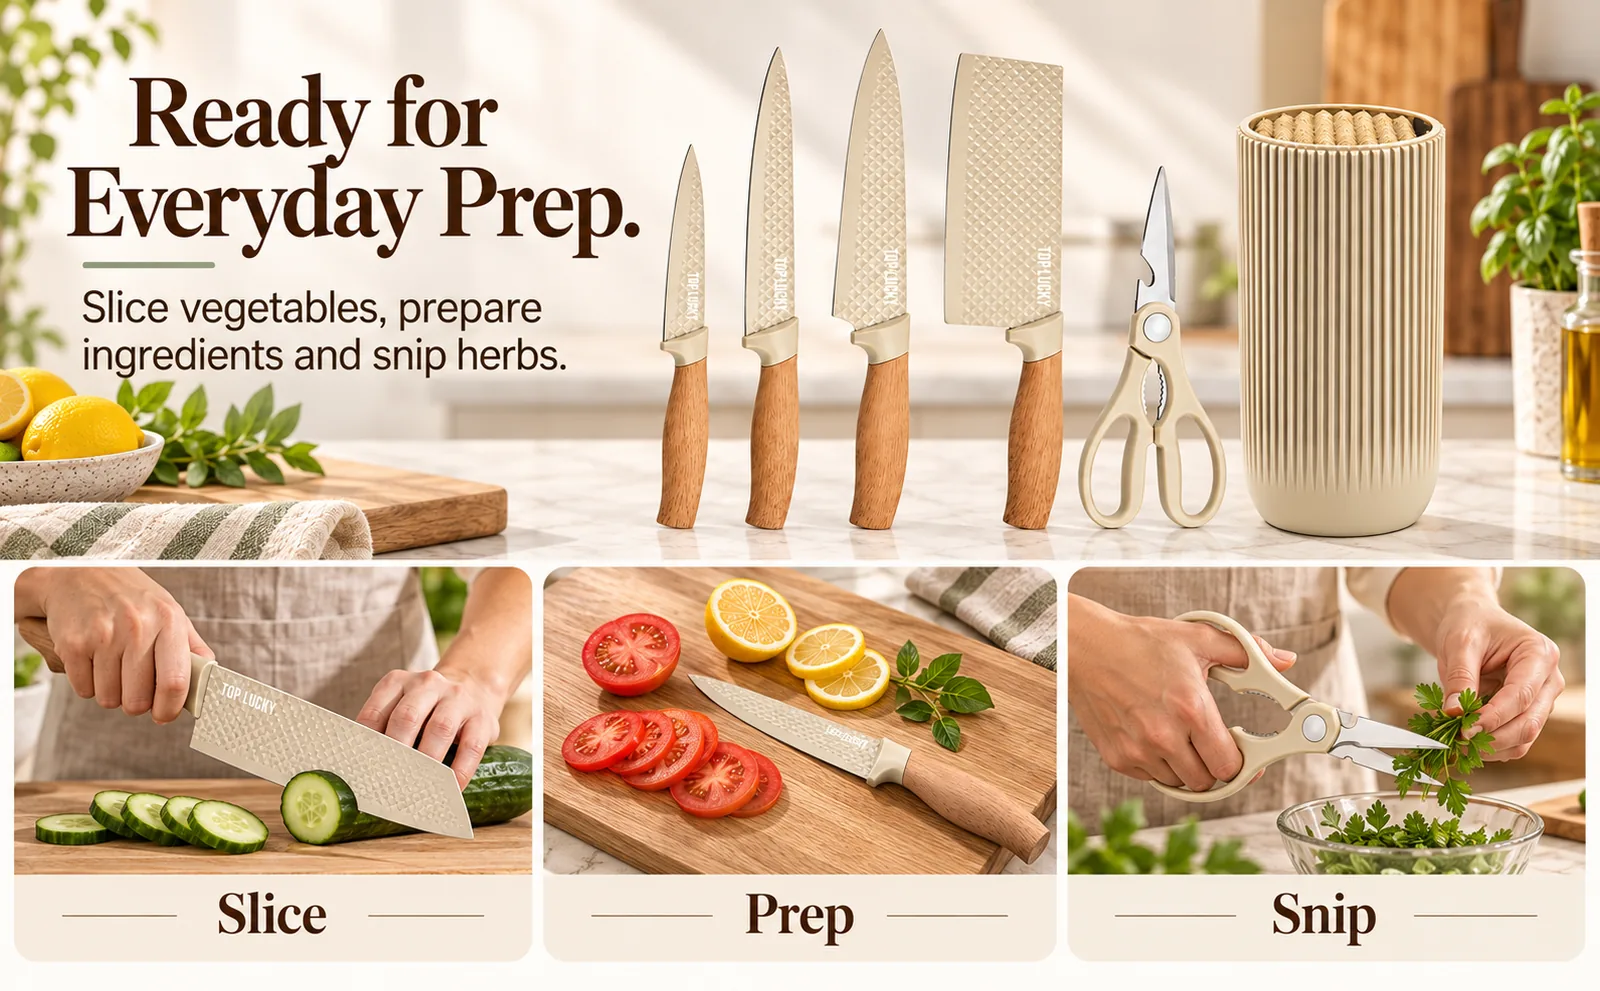 Ready for
Everyday Prep.
Slice vegetables, prepare
ingredients and snip herbs.
TOP LUCKY
TOP LUCKY
TOP LUCKY
TOP LUCKY
TOP LUCKY
Slice
Prep
Snip